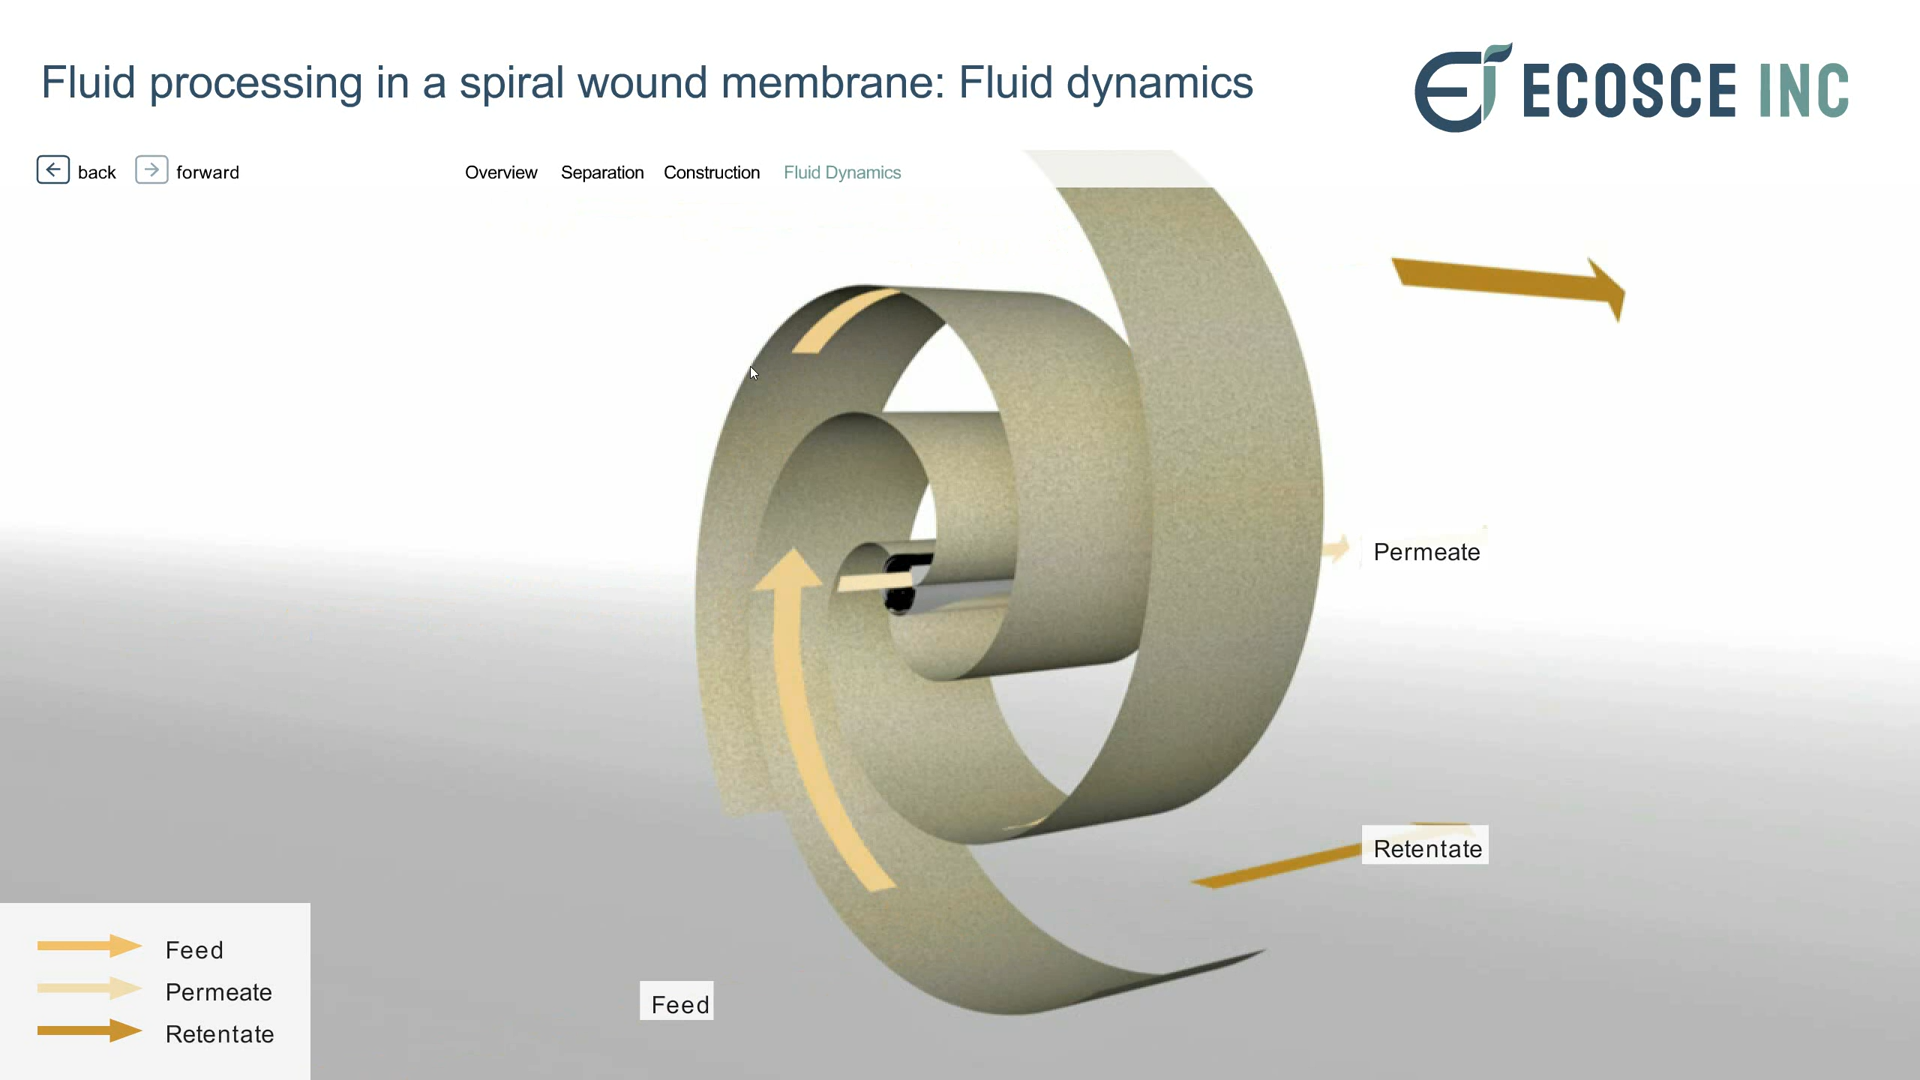 Fluid processing in a spiral wound membrane: Fluid dynamics
ECOSCE INC
back forward Overview Separation Construction Fluid Dynamics
Permeate
Retentate
Feed
Feed
Permeate
Retentate